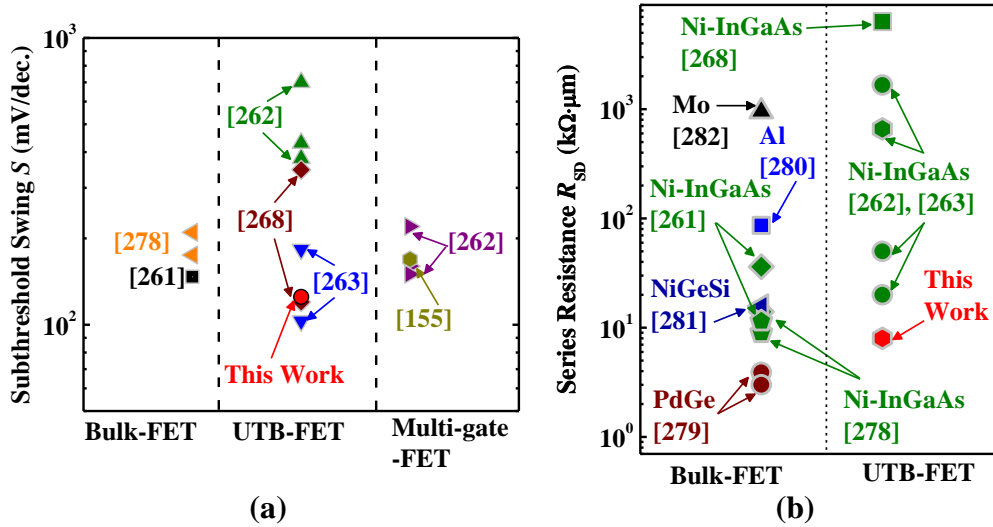 Subthreshold Swing S (mV/dec.)
10³
10²
[262]
[268]
[278]
[261]
[263]
[262]
[155]
This Work
Bulk-FET
UTB-FET
Multi-gate
-FET
(a)
Series Resistance R_SD (kΩ·μm)
10³
10²
10¹
10⁰
Ni-InGaAs
[268]
Mo
[282]
Al
[280]
Ni-InGaAs
[261]
Ni-InGaAs
[262], [263]
NiGeSi
[281]
This
Work
PdGe
[279]
Ni-InGaAs
[278]
Bulk-FET
UTB-FET
(b)